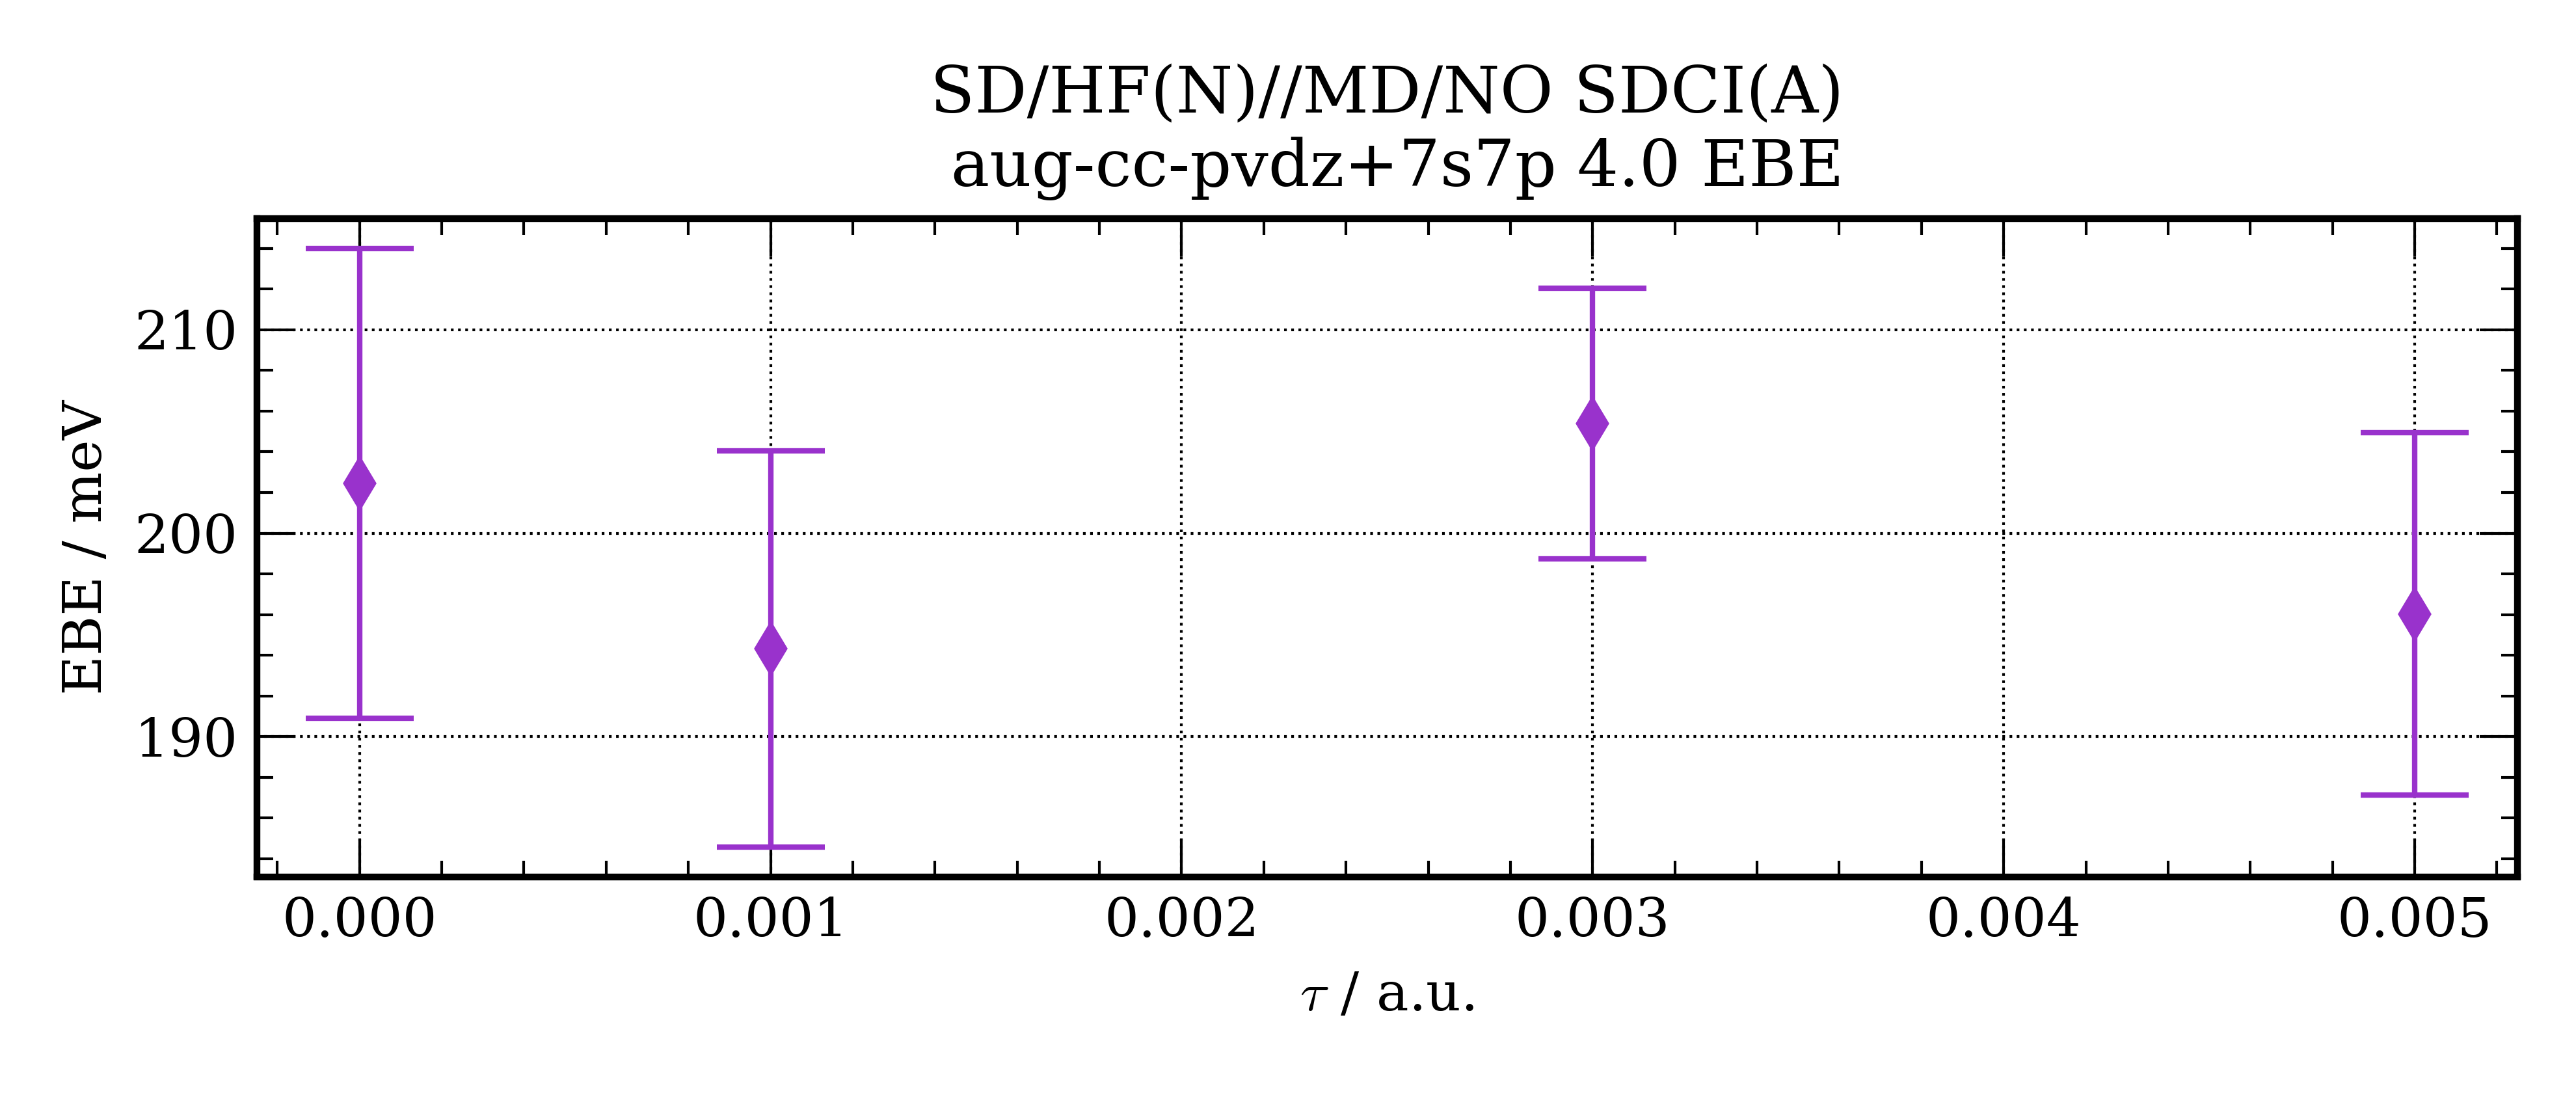 SD/HF(N)//MD/NO SDCI(A)
aug-cc-pvdz+7s7p 4.0 EBE
EBE / meV
210
200
190
0.000 0.001 0.002 0.003 0.004 0.005
τ / a.u.